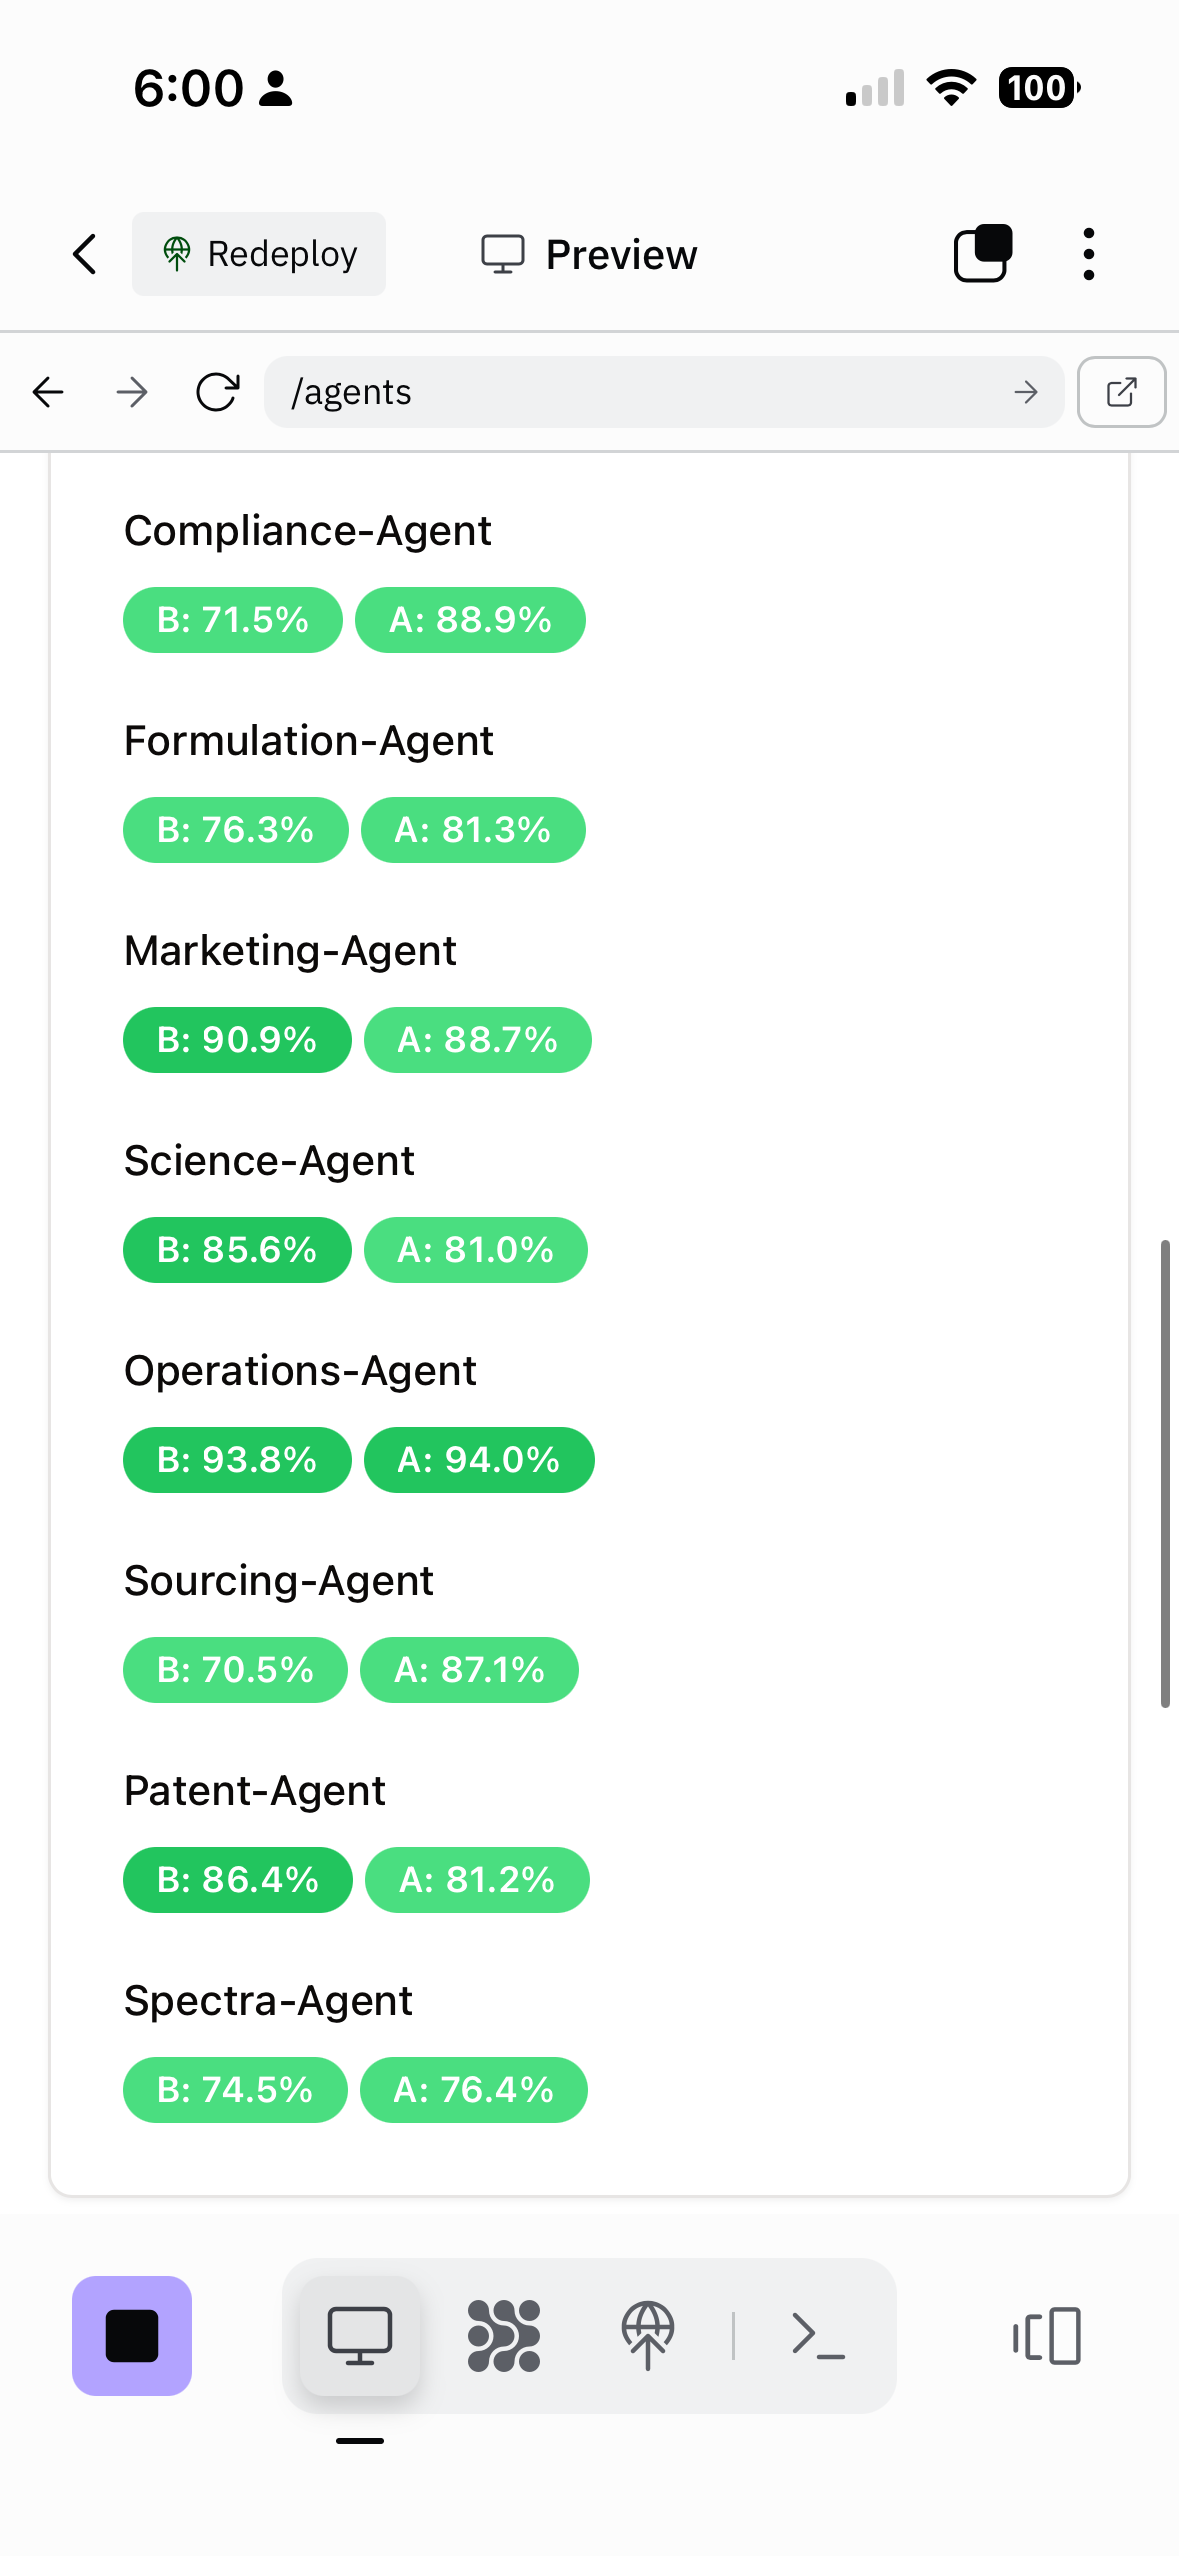 6:00
100
Redeploy
Preview
/agents
Compliance-Agent
B: 71.5% A: 88.9%
Formulation-Agent
B: 76.3% A: 81.3%
Marketing-Agent
B: 90.9% A: 88.7%
Science-Agent
B: 85.6% A: 81.0%
Operations-Agent
B: 93.8% A: 94.0%
Sourcing-Agent
B: 70.5% A: 87.1%
Patent-Agent
B: 86.4% A: 81.2%
Spectra-Agent
B: 74.5% A: 76.4%